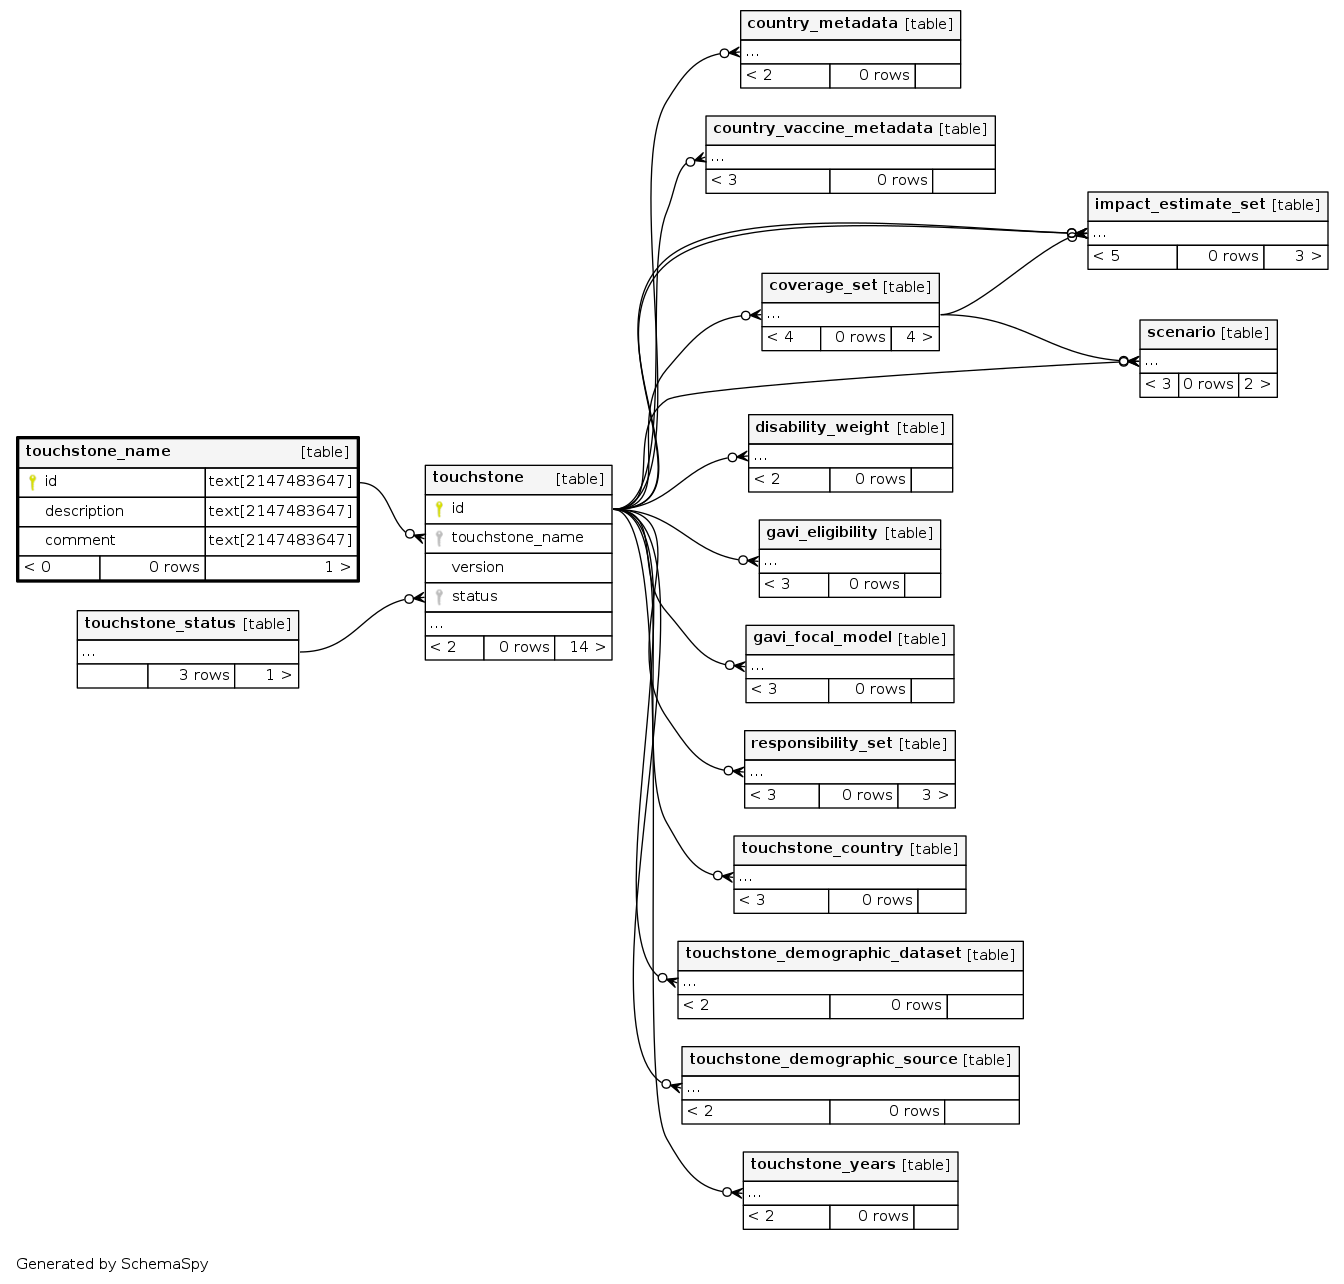 country_metadata [table]
...
< 2 0 rows
country_vaccine_metadata [table]
...
< 3 0 rows
impact_estimate_set [table]
...
< 5 0 rows 3 >
coverage_set [table]
...
< 4 0 rows 4 >
scenario [table]
...
< 3 0 rows 2 >
disability_weight [table]
...
< 2 0 rows
touchstone_name [table]
id text[2147483647]
description text[2147483647]
comment text[2147483647]
< 0 0 rows 1 >
touchstone [table]
id
touchstone_name
version
status
...
< 2 0 rows 14 >
touchstone_status [table]
...
3 rows 1 >
gavi_eligibility [table]
...
< 3 0 rows
gavi_focal_model [table]
...
< 3 0 rows
responsibility_set [table]
...
< 3 0 rows 3 >
touchstone_country [table]
...
< 3 0 rows
touchstone_demographic_dataset [table]
...
< 2 0 rows
touchstone_demographic_source [table]
...
< 2 0 rows
touchstone_years [table]
...
< 2 0 rows
Generated by SchemaSpy